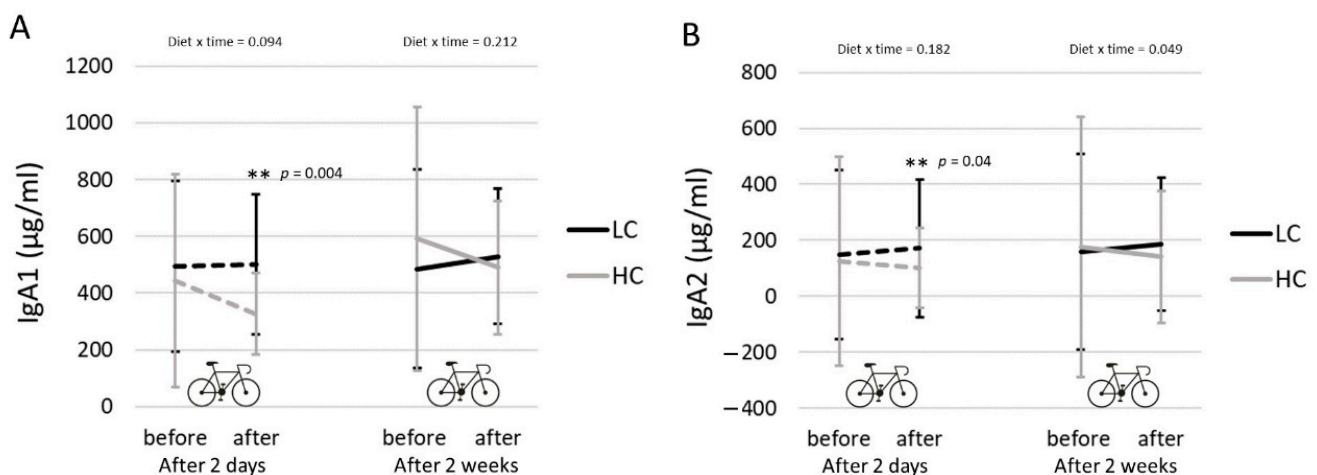 A
Diet x time = 0.094
Diet x time = 0.212
1200
1000
800
600
400
200
0
IgA1 (µg/ml)
** p = 0.004
before after
After 2 days
before after
After 2 weeks
LC
HC
B
Diet x time = 0.182
Diet x time = 0.049
800
600
400
200
0
−200
−400
IgA2 (µg/ml)
** p = 0.04
before after
After 2 days
before after
After 2 weeks
LC
HC